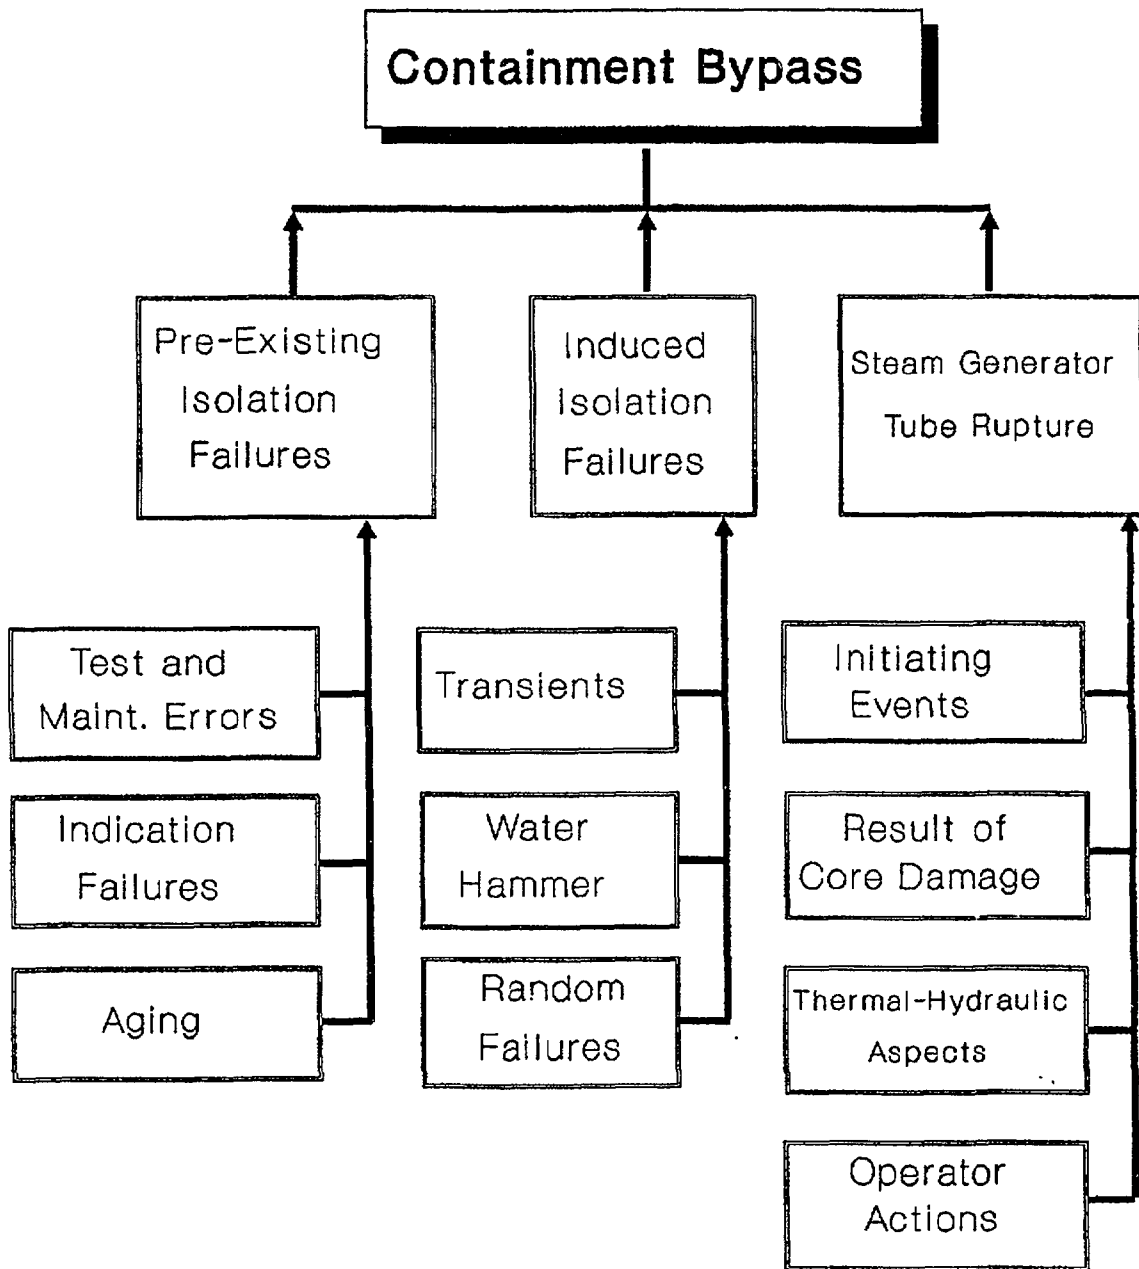 Containment Bypass
Pre-Existing
Isolation
Failures
Induced
Isolation
Failures
Steam Generator
Tube Rupture
Test and
Maint. Errors
Indication
Failures
Aging
Transients
Water
Hammer
Random
Failures
Initiating
Events
Result of
Core Damage
Thermal-Hydraulic
Aspects
Operator
Actions